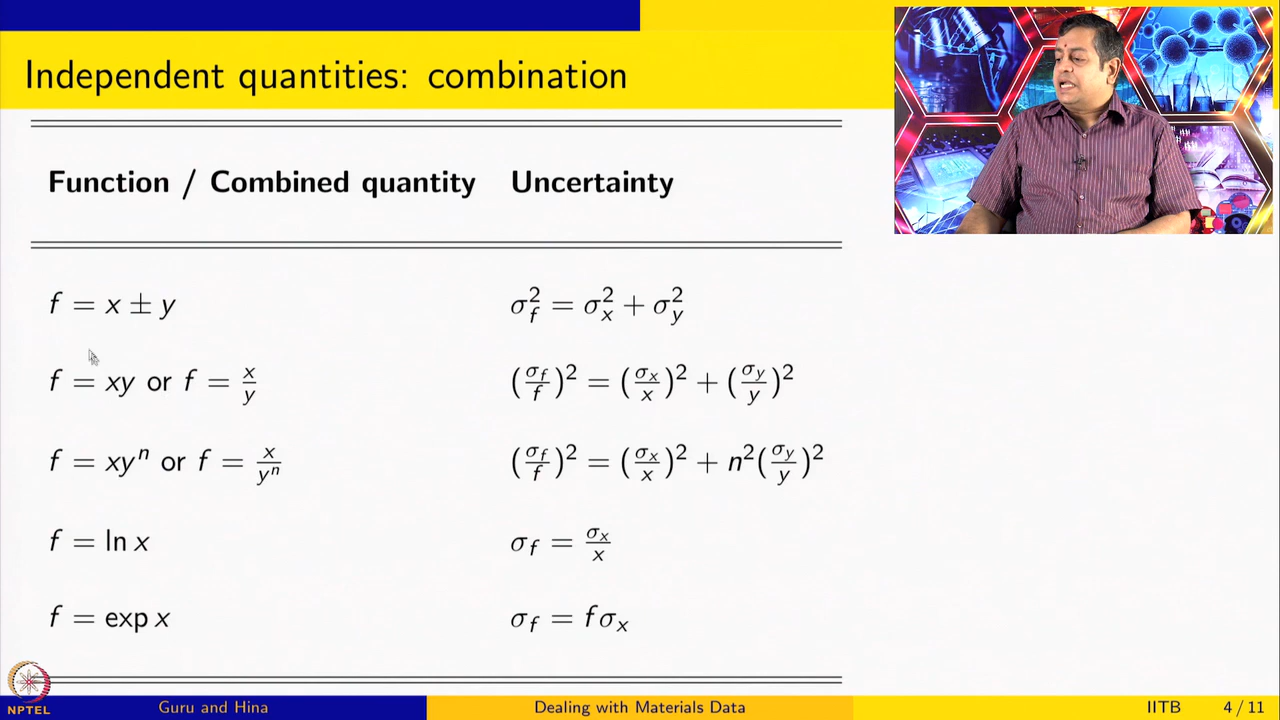 Independent quantities: combination
Function / Combined quantity Uncertainty
f = x ± y σ_f^2 = σ_x^2 + σ_y^2
f = xy or f = x/y (σ_f/f)^2 = (σ_x/x)^2 + (σ_y/y)^2
f = xy^n or f = x/y^n (σ_f/f)^2 = (σ_x/x)^2 + n^2(σ_y/y)^2
f = ln x σ_f = σ_x/x
f = exp x σ_f = fσ_x
NPTEL
Guru and Hina Dealing with Materials Data IITB 4 / 11